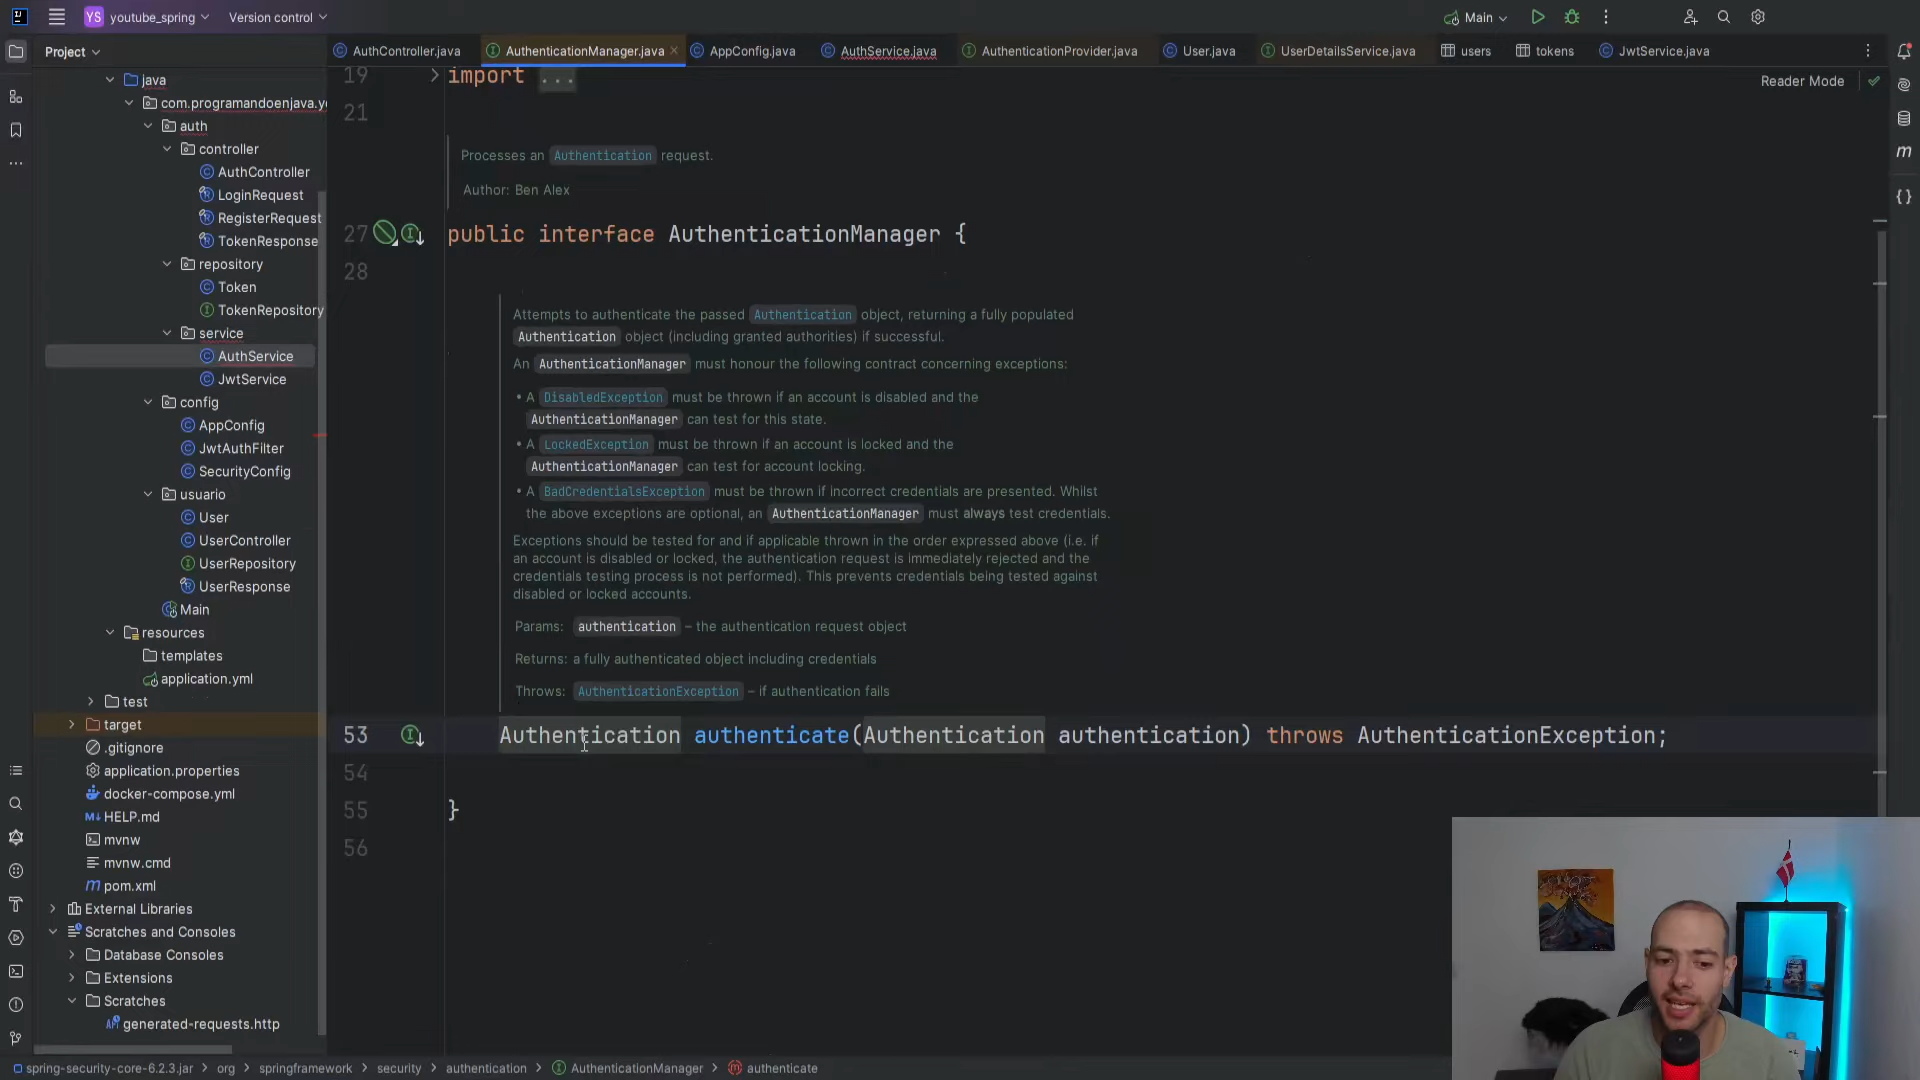 YS youtube_spring Version control Main
Project AuthController.java AuthenticationManager.java AppConfig.java AuthService.java AuthenticationProvider.java User.java UserDetailsService.java users tokens JwtService.java
java
com.programandoenjava.y
auth
controller
AuthController
LoginRequest
RegisterRequest
TokenResponse
repository
Token
TokenRepository
service
AuthService
JwtService
config
AppConfig
JwtAuthFilter
SecurityConfig
usuario
User
UserController
UserRepository
UserResponse
Main
resources
templates
application.yml
test
target
.gitignore
application.properties
docker-compose.yml
HELP.md
mvnw
mvnw.cmd
pom.xml
External Libraries
Scratches and Consoles
Database Consoles
Extensions
Scratches
generated-requests.http
Reader Mode
19 import ...
21
Processes an Authentication request.
Author: Ben Alex
27 public interface AuthenticationManager {
28
Attempts to authenticate the passed Authentication object, returning a fully populated
Authentication object (including granted authorities) if successful.
An AuthenticationManager must honour the following contract concerning exceptions:
• A DisabledException must be thrown if an account is disabled and the
AuthenticationManager can test for this state.
• A LockedException must be thrown if an account is locked and the
AuthenticationManager can test for account locking.
• A BadCredentialsException must be thrown if incorrect credentials are presented. Whilst
the above exceptions are optional, an AuthenticationManager must always test credentials.
Exceptions should be tested for and if applicable thrown in the order expressed above (i.e. if
an account is disabled or locked, the authentication request is immediately rejected and the
credentials testing process is not performed). This prevents credentials being tested against
disabled or locked accounts.
Params: authentication – the authentication request object
Returns: a fully authenticated object including credentials
Throws: AuthenticationException – if authentication fails
53 Authentication authenticate(Authentication authentication) throws AuthenticationException;
54
55 }
56
spring-security-core-6.2.3.jar › org › springframework › security › authentication › AuthenticationManager › authenticate